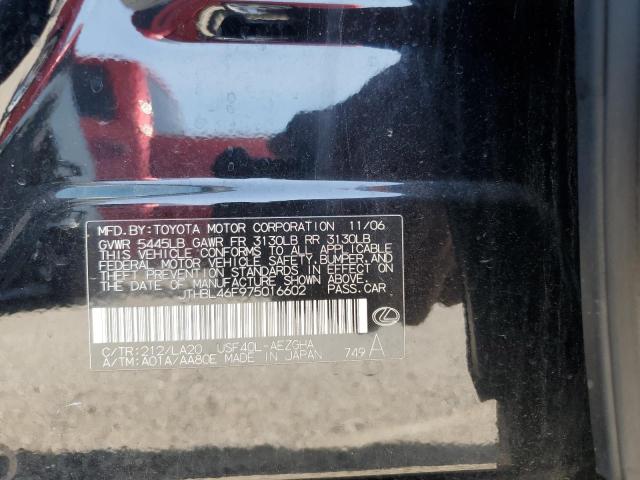 MFD. BY: TOYOTA MOTOR CORPORATION 11/06
GVWR 5445LB GAWR FR 3130LB RR 3130LB
THIS VEHICLE CONFORMS TO ALL APPLICABLE
FEDERAL MOTOR VEHICLE SAFETY, BUMPER, AND
THEFT PREVENTION STANDARDS IN EFFECT ON
THE DATE OF MANUFACTURE SHOWN ABOVE.
JTHBL46F975016602 PASS. CAR
C/TR: 212/LA20 USF40L-AEZGHA
A/TM: A01A/AA80E MADE IN JAPAN 749 A